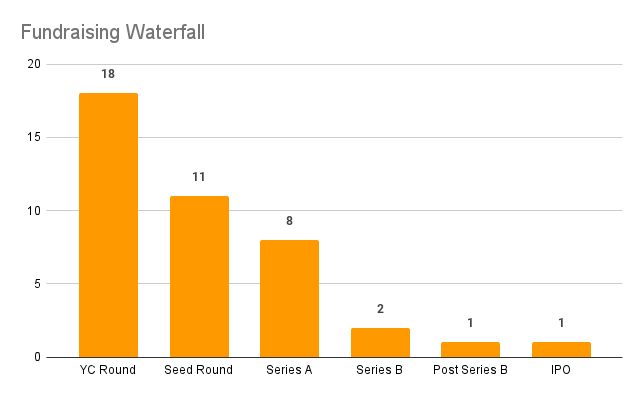 Fundraising Waterfall
20
18
15
11
10
8
5
2
1
1
0
YC Round
Seed Round
Series A
Series B
Post Series B
IPO